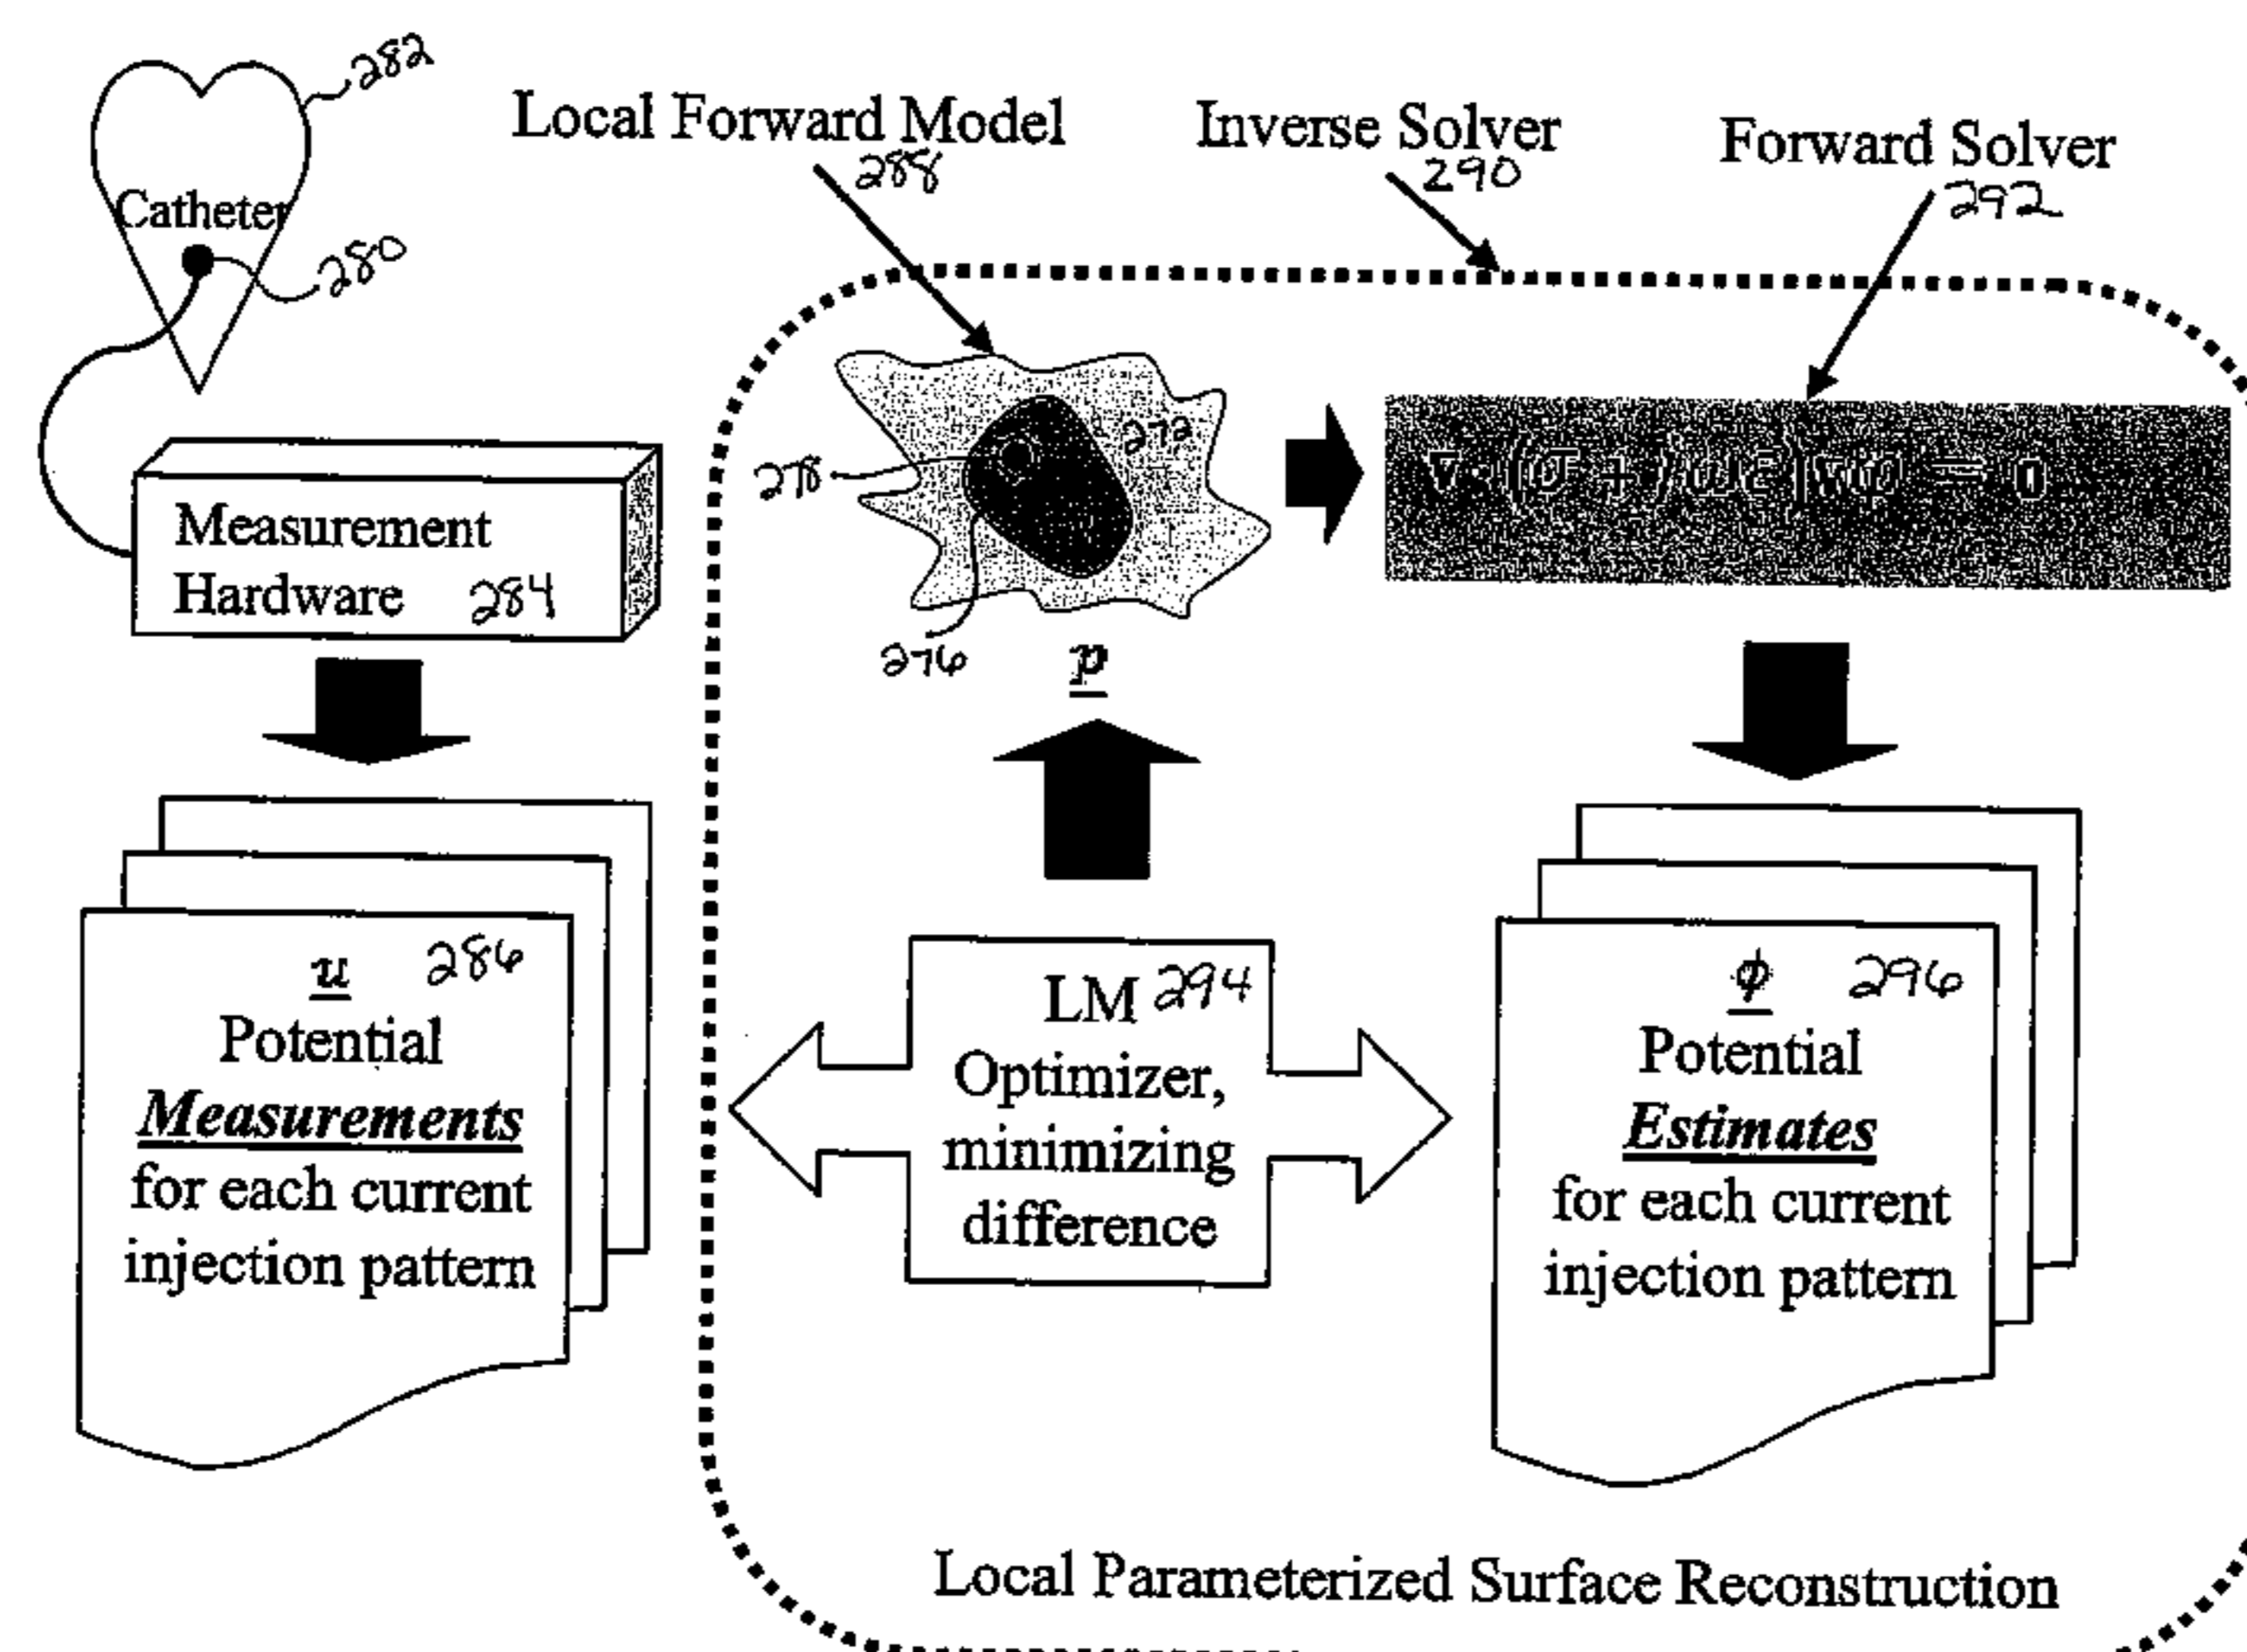 282
Local Forward Model
288
Inverse Solver
290
Forward Solver
292
Catheter
280
Measurement
Hardware 284
278
272
276
p
∇·(σ + iωε)∇φ = 0
u 286
Potential
Measurements
for each current
injection pattern
LM 294
Optimizer,
minimizing
difference
φ 296
Potential
Estimates
for each current
injection pattern
Local Parameterized Surface Reconstruction